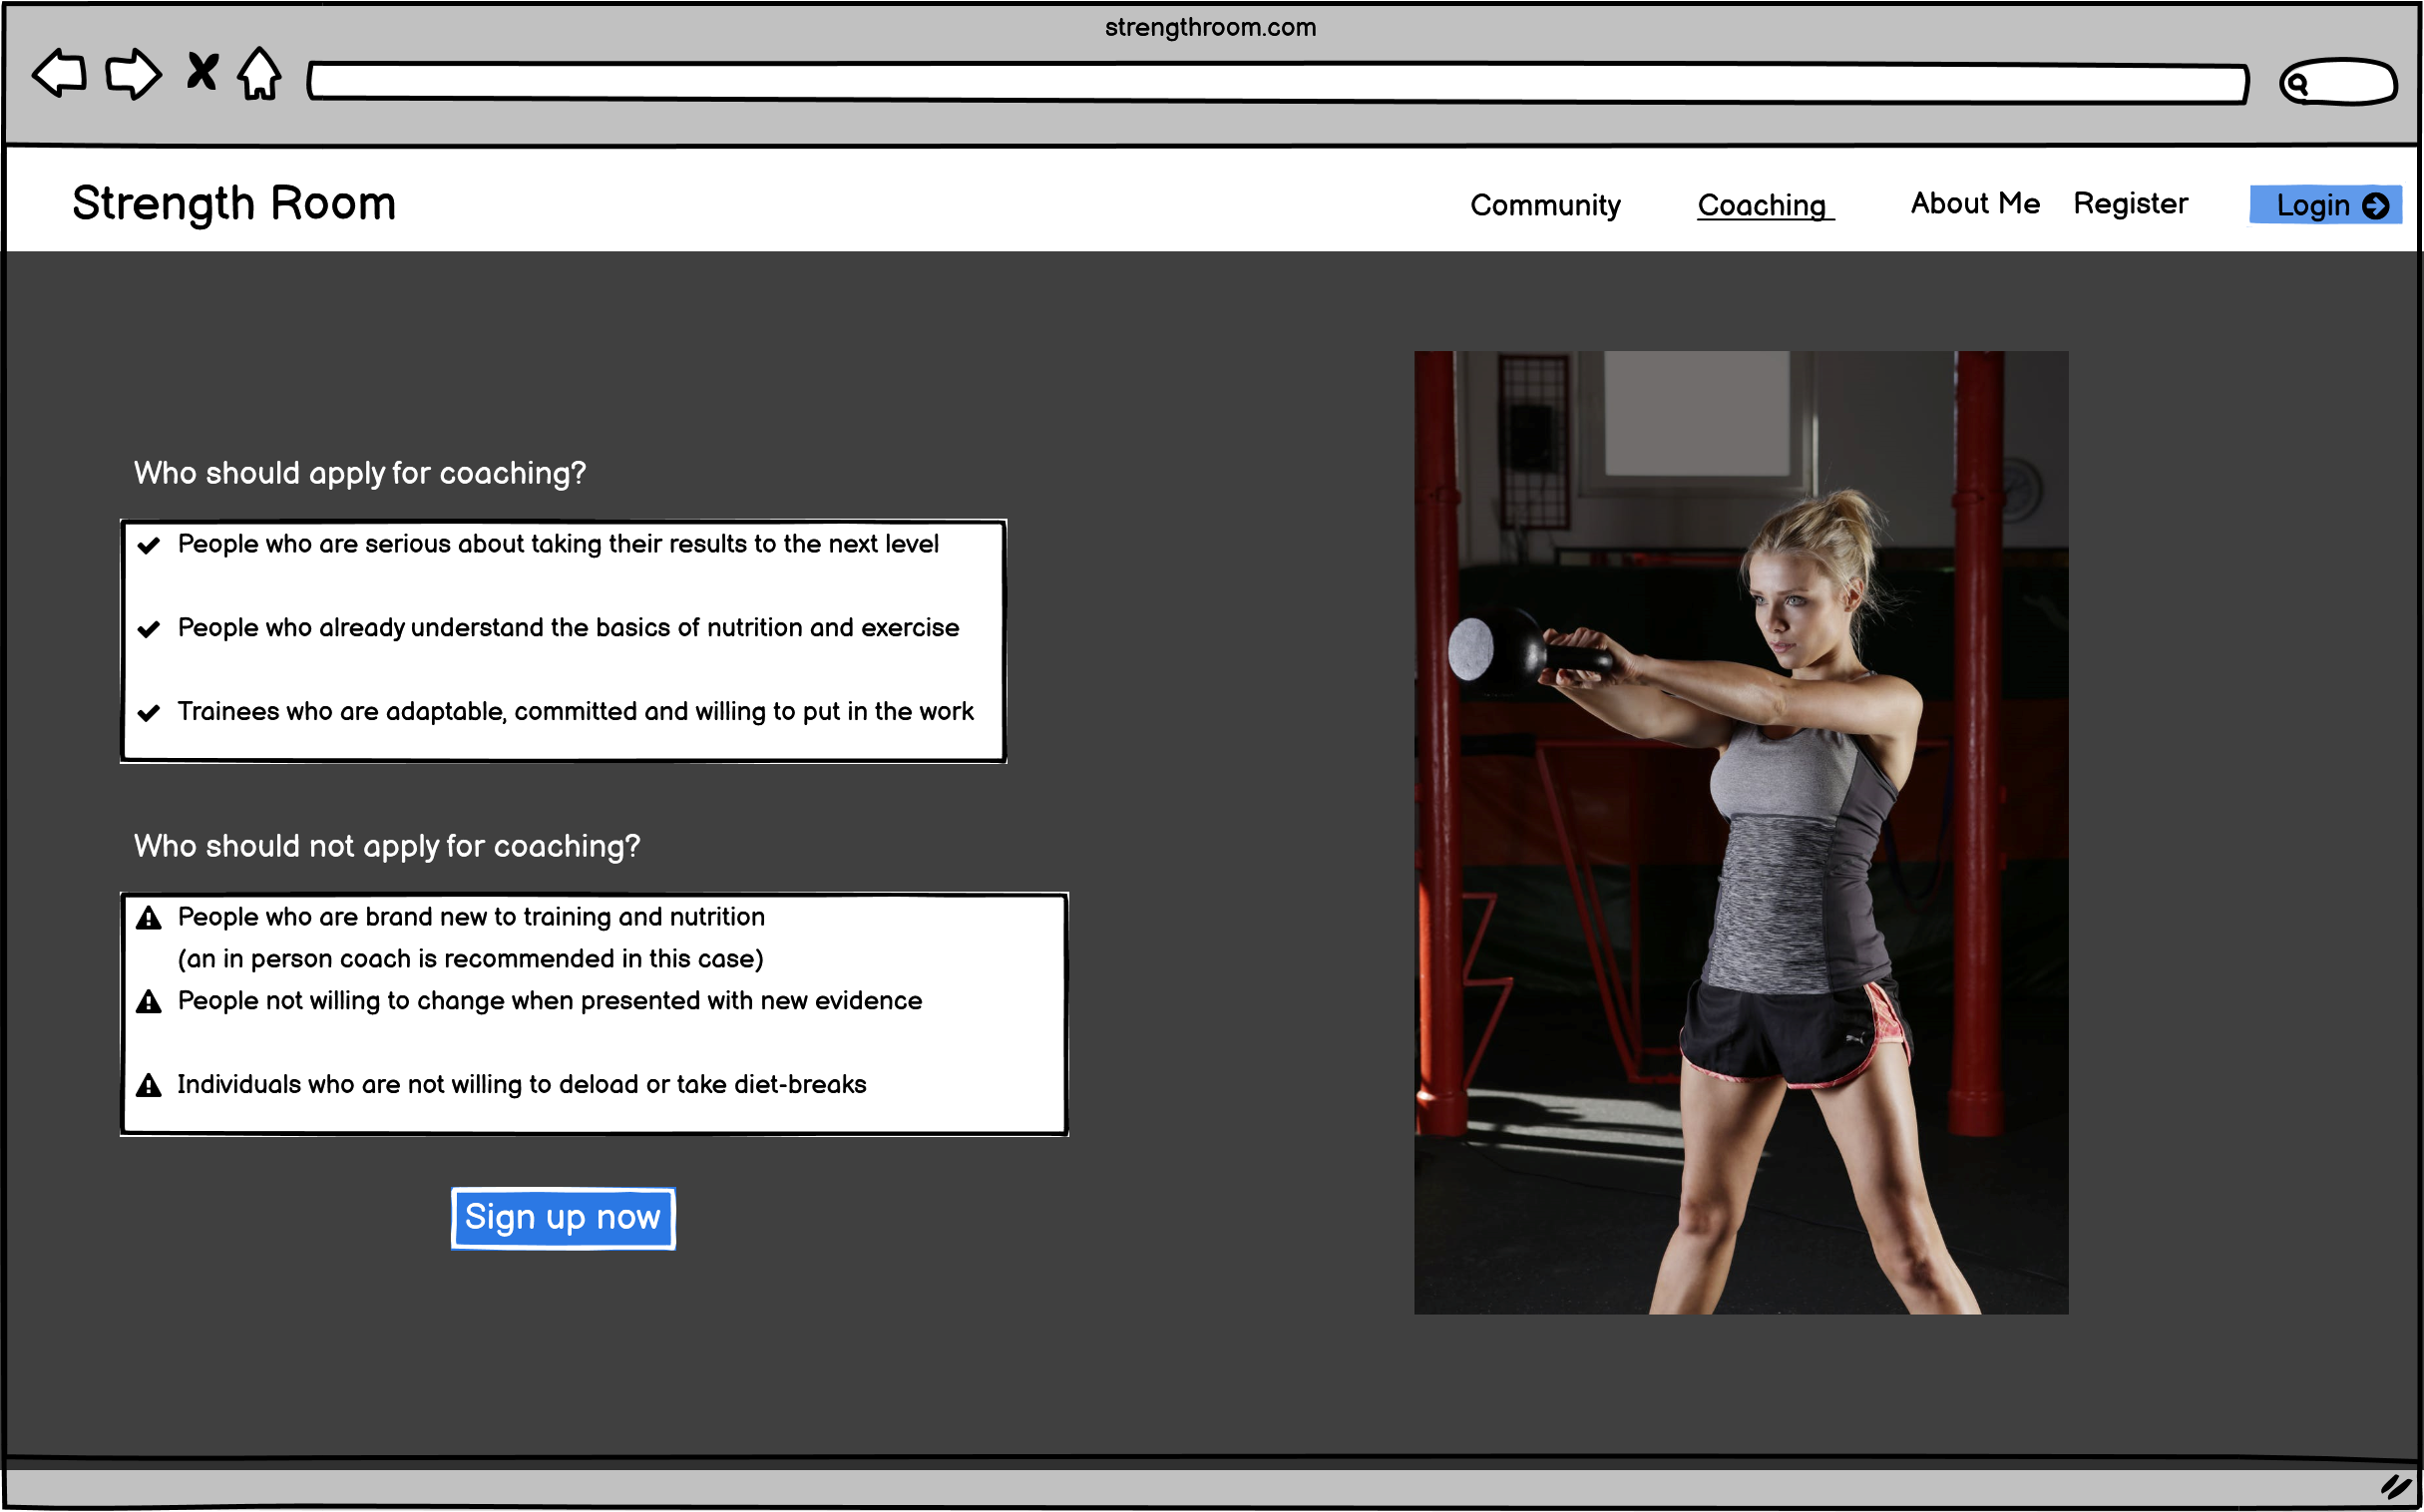 strengthroom.com
Strength Room
Community
Coaching
About Me
Register
Login
Who should apply for coaching?
People who are serious about taking their results to the next level
People who already understand the basics of nutrition and exercise
Trainees who are adaptable, committed and willing to put in the work
Who should not apply for coaching?
People who are brand new to training and nutrition
(an in person coach is recommended in this case)
People not willing to change when presented with new evidence
Individuals who are not willing to deload or take diet-breaks
Sign up now